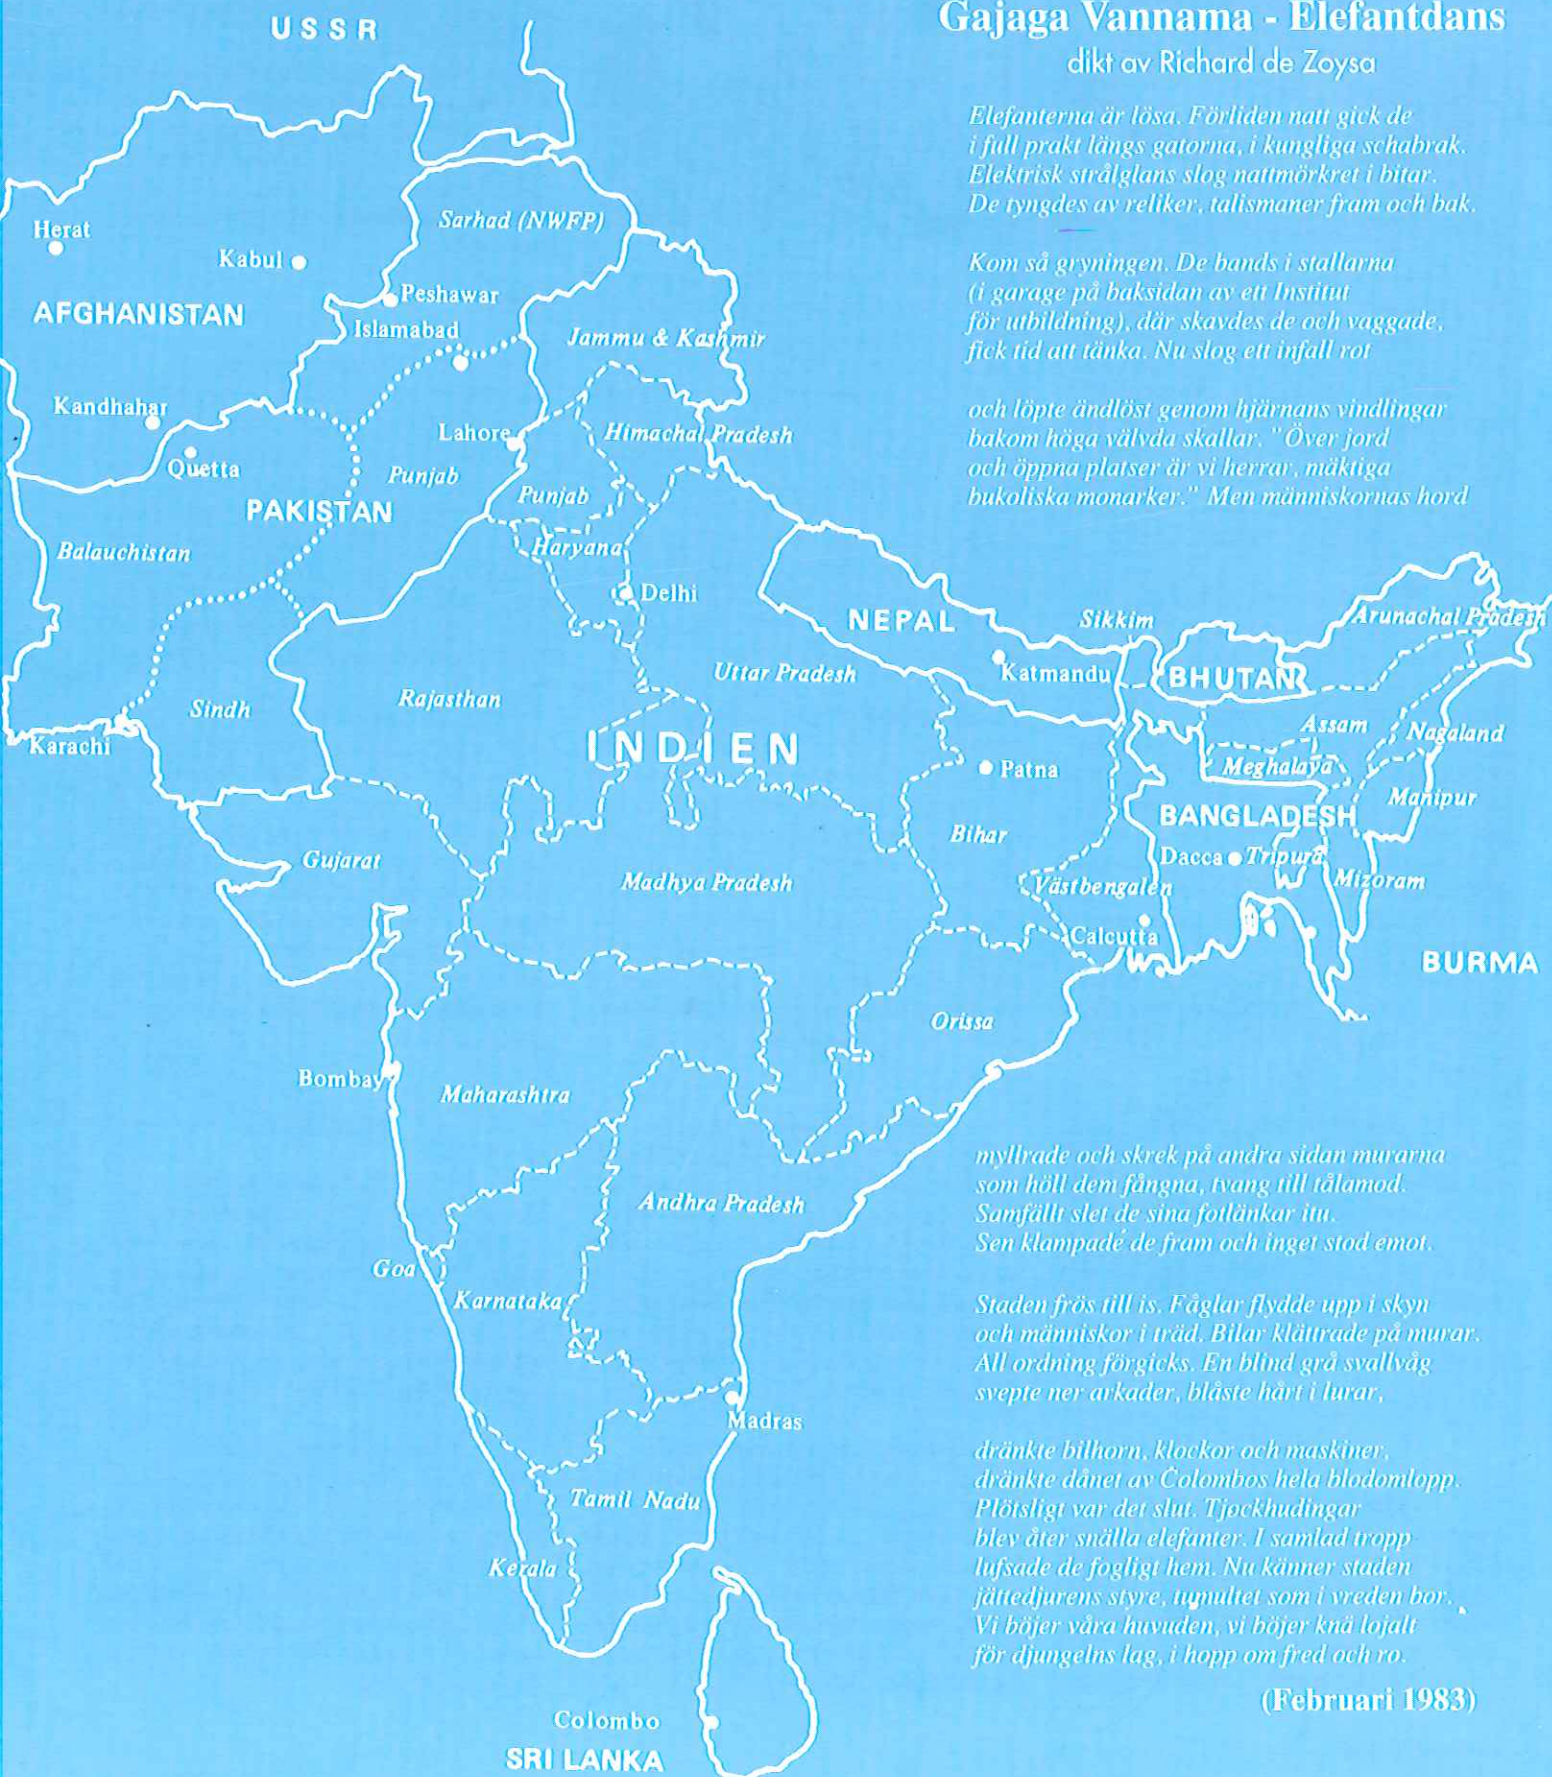 Gajaga Vannama - Elefantdans
dikt av Richard de Zoysa
Elefanterna är lösa. Förliden natt gick de
i full prakt längs gatorna, i kungliga schabrak.
Elektrisk strålglans slog nattmörkret i bitar.
De tyngdes av reliker, talismaner fram och bak.
Kom så gryningen. De bands i stallarna
(i garage på baksidan av ett Institut
för utbildning), där skavdes de och vaggade,
fick tid att tänka. Nu slog ett infall rot
och löpte ändlöst genom hjärnans vindlingar
bakom höga välvda skallar. "Över jord
och öppna platser är vi herrar, mäktiga
bukoliska monarker." Men människornas hord
myllrade och skrek på andra sidan murarna
som höll dem fångna, tvang till tålamod.
Samfällt slet de sina fotlänkar itu.
Sen klampade de fram och inget stod emot.
Staden frös till is. Fåglar flydde upp i skyn
och människor i träd. Bilar klättrade på murar.
All ordning förgicks. En blind grå svallvåg
svepte ner arkader, blåste hårt i lurar,
dränkte bilhorn, klockor och maskiner,
dränkte dånet av Colombos hela blodomlopp.
Plötsligt var det slut. Tjockhudingar
blev åter snälla elefanter. I samlad tropp
lufsade de fogligt hem. Nu känner staden
jättedjurens styre, tumultet som i vreden bor.
Vi böjer våra huvuden, vi böjer knä lojalt
för djungelns lag, i hopp om fred och ro.
(Februari 1983)
USSR
Sarhad (NWFP)
Herat
Kabul
Peshawar
AFGHANISTAN
Islamabad
Jammu & Kashmir
Kandhahar
Lahore
Himachal Pradesh
Quetta
Punjab
Punjab
PAKISTAN
Haryana
Balauchistan
Delhi
NEPAL
Sikkim
Arunachal Pradesh
Uttar Pradesh
Katmandu
BHUTAN
Sindh
Rajasthan
Assam
Nagaland
Karachi
INDIEN
Patna
Meghalaya
Manipur
BANGLADESH
Bihar
Gujarat
Dacca
Tripura
Madhya Pradesh
Västbengalen
Mizoram
Calcutta
BURMA
Orissa
Bombay
Maharashtra
Andhra Pradesh
Goa
Karnataka
Madras
Tamil Nadu
Kerala
Colombo
SRI LANKA